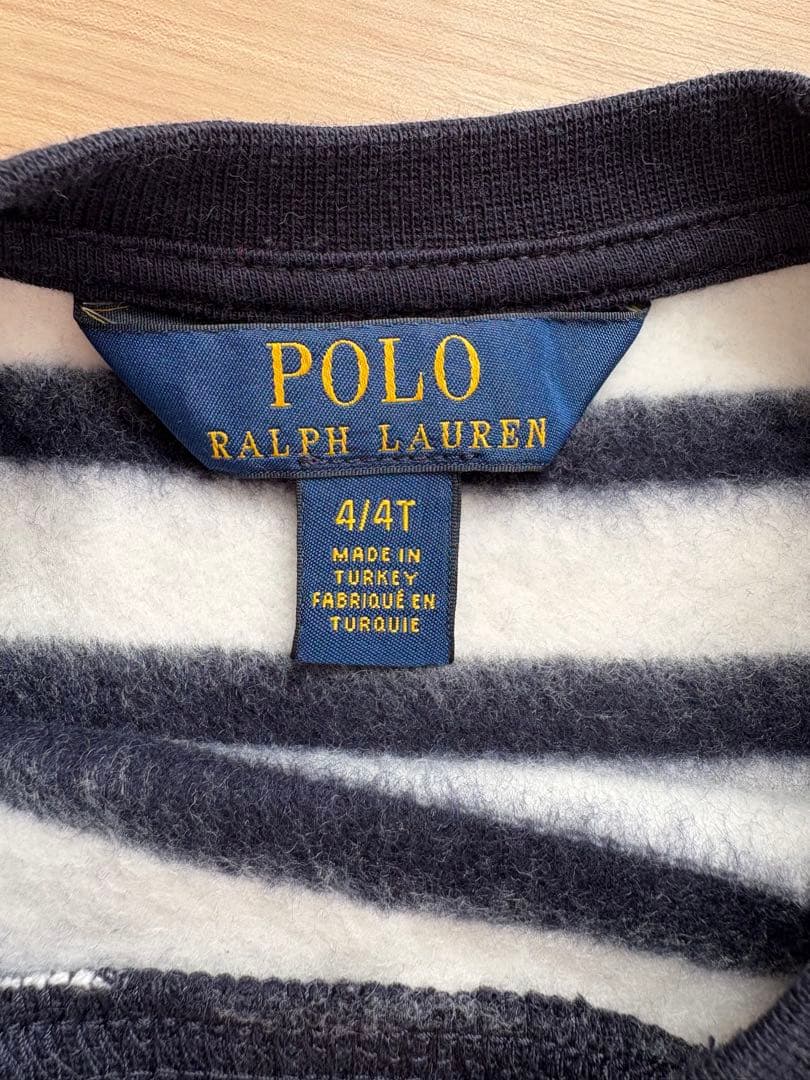 POLO
RALPH LAUREN
4/4T
MADE IN
TURKEY
FABRIQUÉ EN
TURQUIE